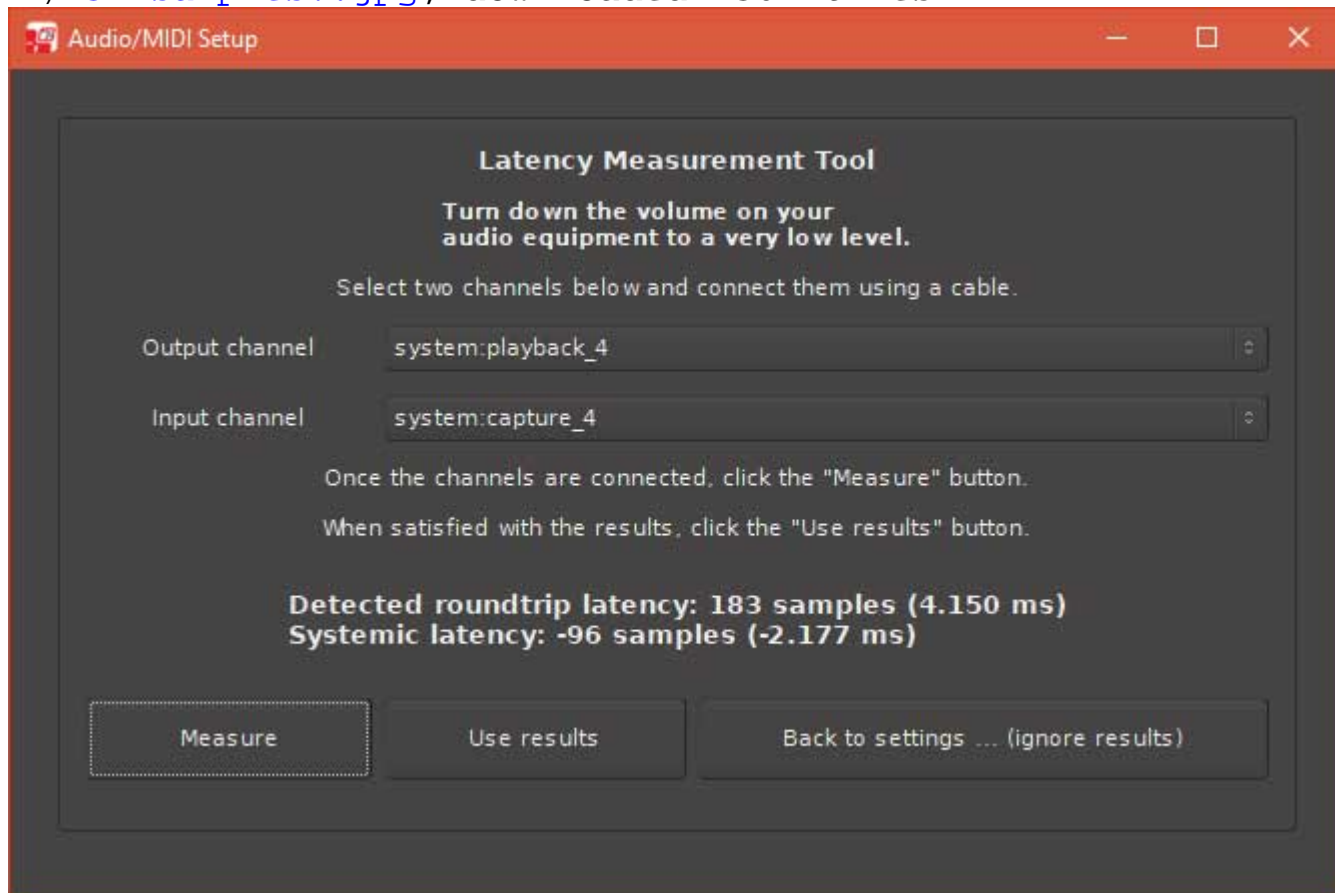 Audio/MIDI Setup
Latency Measurement Tool
Turn down the volume on your
audio equipment to a very low level.
Select two channels below and connect them using a cable.
Output channel system:playback_4
Input channel system:capture_4
Once the channels are connected, click the "Measure" button.
When satisfied with the results, click the "Use results" button.
Detected roundtrip latency: 183 samples (4.150 ms)
Systemic latency: -96 samples (-2.177 ms)
Measure Use results Back to settings ... (ignore results)